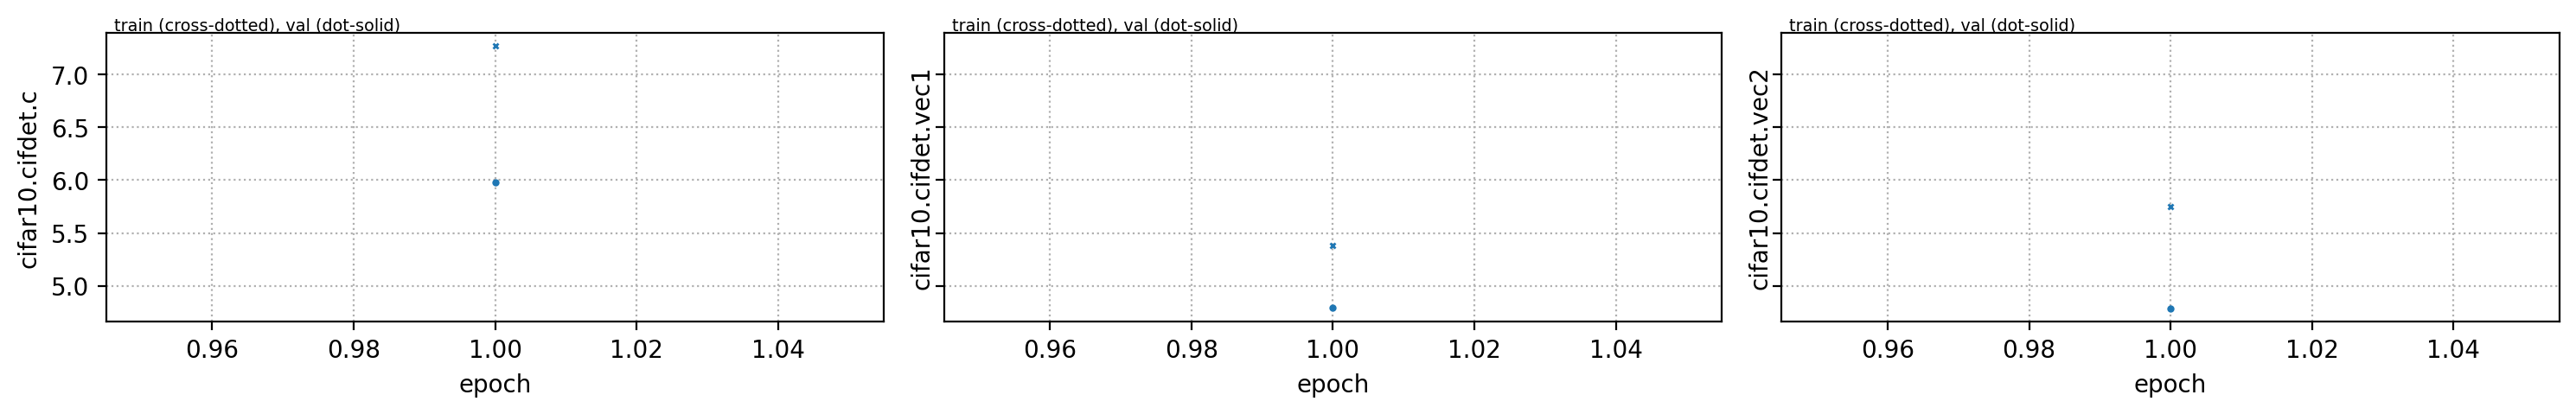 train (cross-dotted), val (dot-solid)
cifar10.cifdet.c
7.0
6.5
6.0
5.5
5.0
0.96 0.98 1.00 1.02 1.04
epoch
train (cross-dotted), val (dot-solid)
cifar10.cifdet.vec1
0.96 0.98 1.00 1.02 1.04
epoch
train (cross-dotted), val (dot-solid)
cifar10.cifdet.vec2
0.96 0.98 1.00 1.02 1.04
epoch